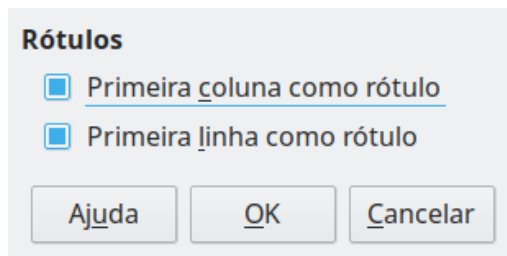 Rótulos
Primeira coluna como rótulo
Primeira linha como rótulo
Ajuda OK Cancelar